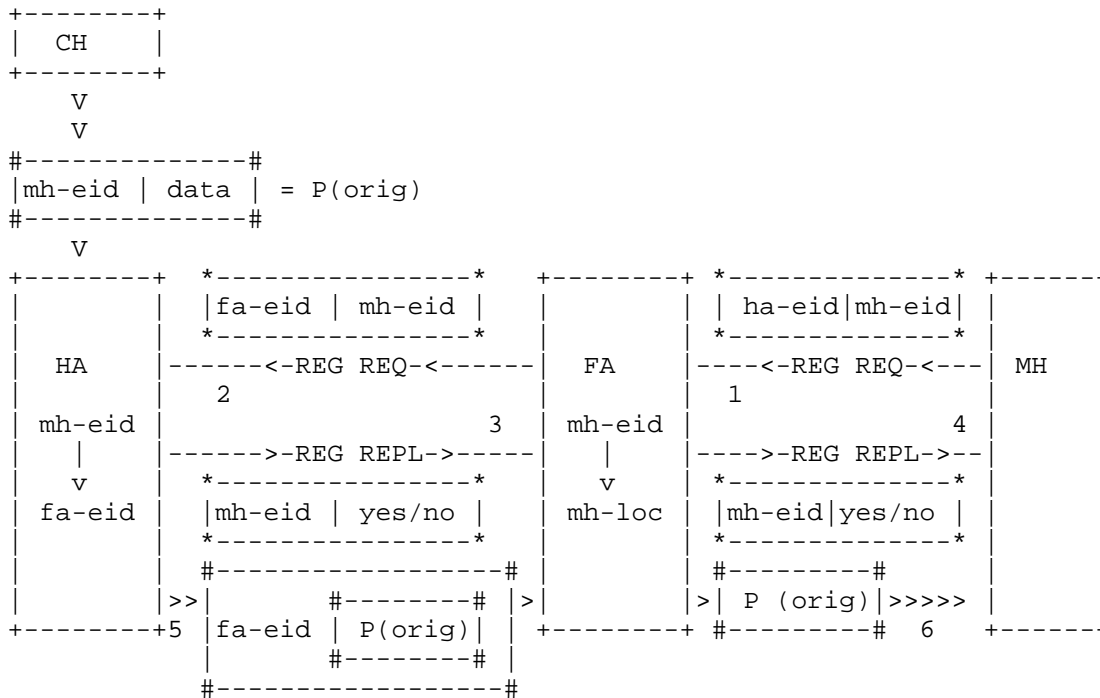 CH
V
V
mh-eid | data | = P(orig)
V
|fa-eid | mh-eid | | ha-eid|mh-eid|
HA ------<-REG REQ-<------ FA ----<-REG REQ-<--- MH
2 1
mh-eid 3 mh-eid 4
| ------>-REG REPL->----- | ---->-REG REPL->--
v v
fa-eid |mh-eid | yes/no | mh-loc |mh-eid|yes/no |
>>| |>| |>| P (orig)|>>>>>
5 |fa-eid | P(orig)| | 6